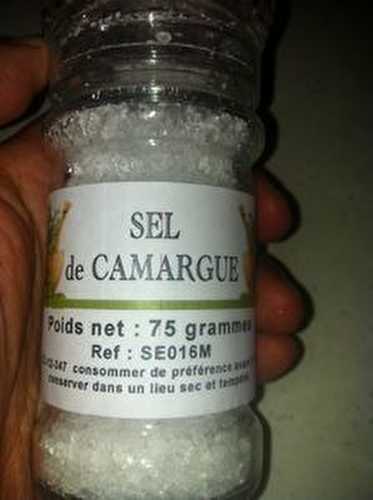 SEL
de CAMARGUE
Poids net : 75 grammes
Ref : SE016M
consommer de préférence
conserver dans un lieu sec et tempéré